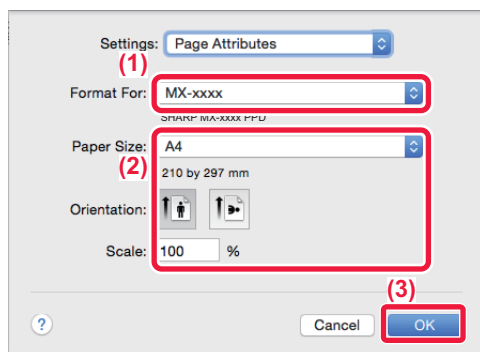 Settings: Page Attributes
(1)
Format For: MX-xxxx
SHARP MX-xxxx PPD
Paper Size: A4
(2)
210 by 297 mm
Orientation:
Scale: 100 %
(3)
? Cancel OK